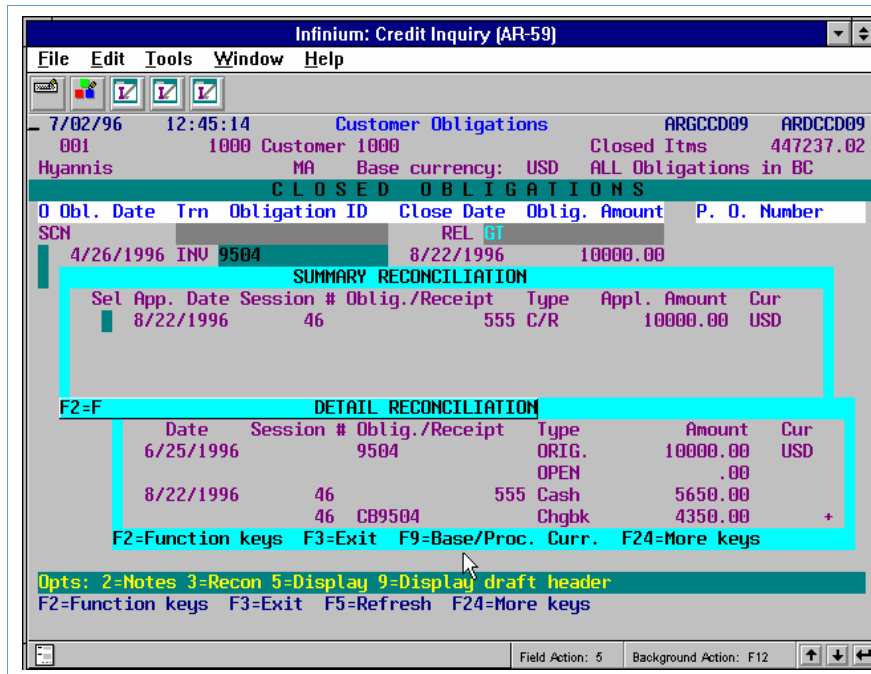 Infinium: Credit Inquiry (AR-59)
File Edit Tools Window Help
7/02/96 12:45:14 Customer Obligations ARGCCD09 ARDCCD09
001 1000 Customer 1000 Closed Itms 447237.02
Hyannis MA Base currency: USD ALL Obligations in BC
C L O S E D O B L I G A T I O N S
O Obl. Date Trn Obligation ID Close Date Oblig. Amount P. O. Number
SCN REL GT
4/26/1996 INV 9504 8/22/1996 10000.00
SUMMARY RECONCILIATION
Sel App. Date Session # Oblig./Receipt Type Appl. Amount Cur
8/22/1996 46 555 C/R 10000.00 USD
F2=F DETAIL RECONCILIATION
Date Session # Oblig./Receipt Type Amount Cur
6/25/1996 9504 ORIG. 10000.00 USD
OPEN .00
8/22/1996 46 555 Cash 5650.00
46 CB9504 Chgbk 4350.00 +
F2=Function keys F3=Exit F9=Base/Proc. Curr. F24=More keys
Opts: 2=Notes 3=Recon 5=Display 9=Display draft header
F2=Function keys F3=Exit F5=Refresh F24=More keys
Field Action: 5 Background Action: F12